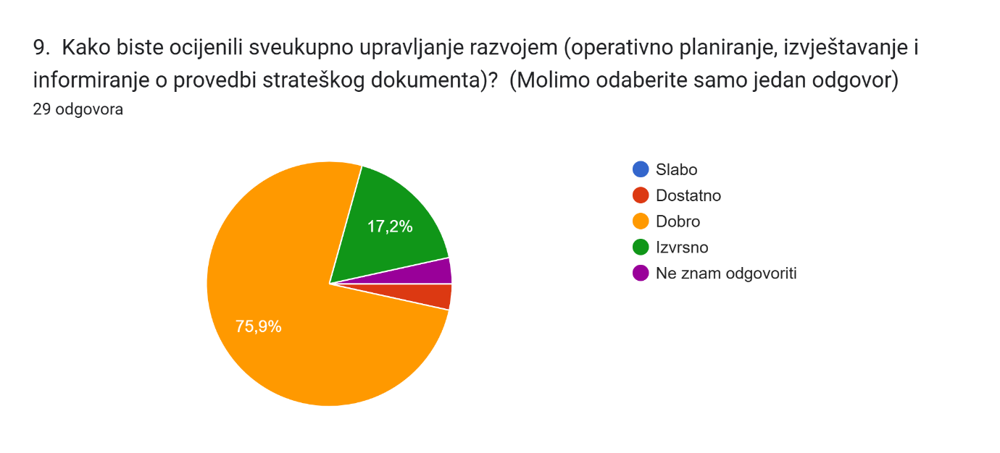 9.  Kako biste ocijenili sveukupno upravljanje razvojem (operativno planiranje, izvještavanje i
informiranje o provedbi strateškog dokumenta)?  (Molimo odaberite samo jedan odgovor)
29 odgovora
Slabo
Dostatno
Dobro
Izvrsno
Ne znam odgovoriti
17,2%
75,9%